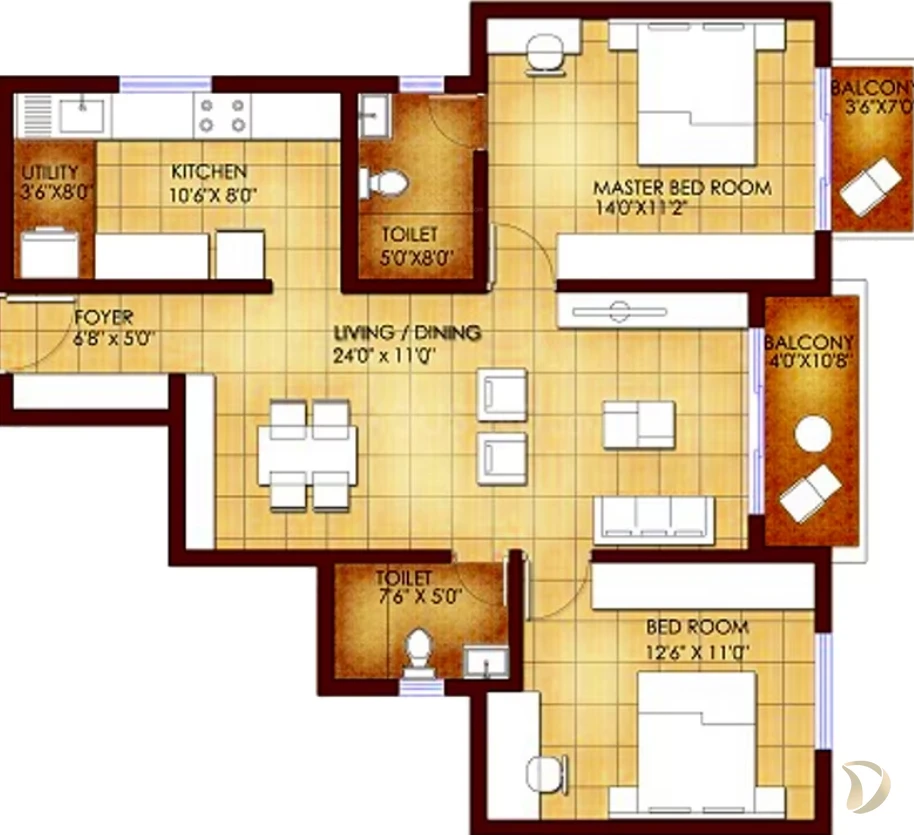 BALCONY
3'6"X7'0
UTILITY
3'6"X8'0"
KITCHEN
10'6"X 8'0"
MASTER BED ROOM
14'0"X11'2"
TOILET
5'0"X8'0"
FOYER
6'8" x 5'0"
LIVING / DINING
24'0" x 11'0"
BALCONY
4'0"X10'8"
TOILET
7'6" X 5'0"
BED ROOM
12'6" X 11'0"